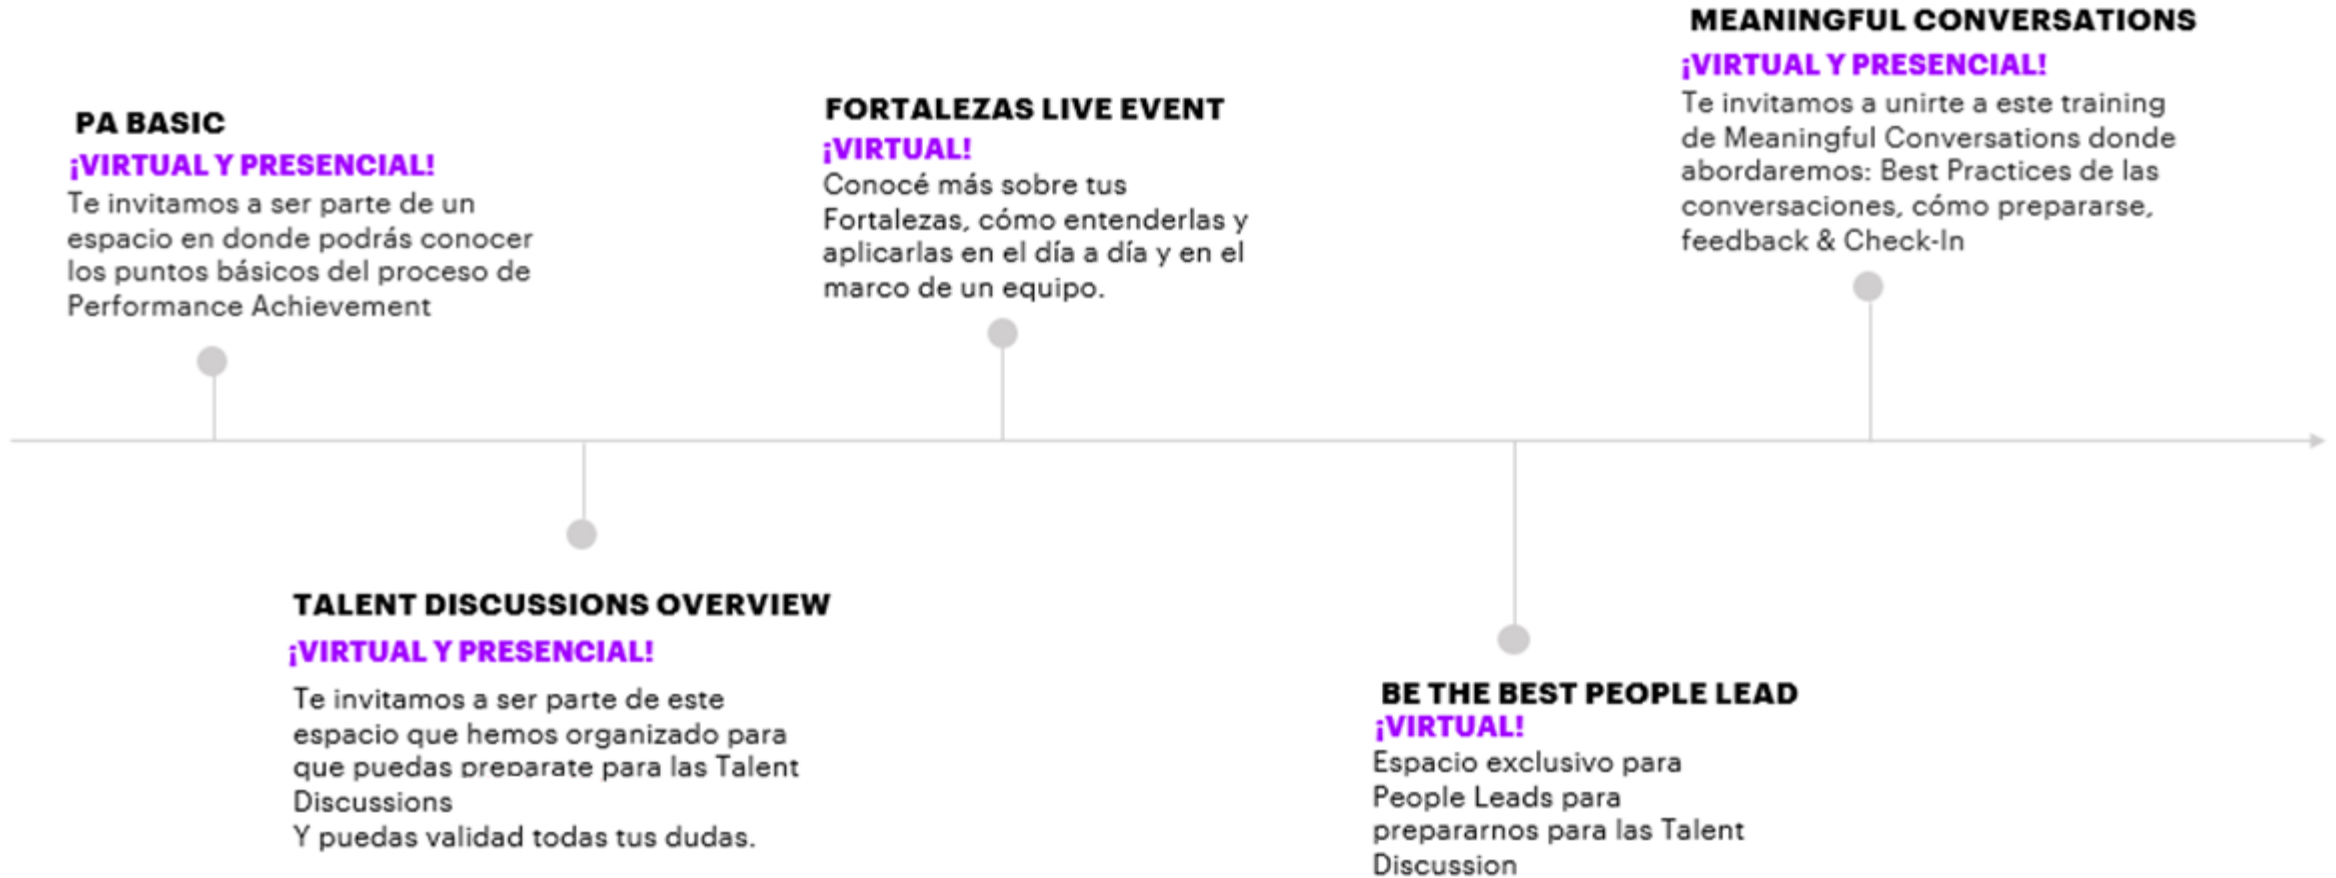 PA BASIC
¡VIRTUAL Y PRESENCIAL!
Te invitamos a ser parte de un
espacio en donde podrás conocer
los puntos básicos del proceso de
Performance Achievement
TALENT DISCUSSIONS OVERVIEW
¡VIRTUAL Y PRESENCIAL!
Te invitamos a ser parte de este
espacio que hemos organizado para
que puedas preparate para las Talent
Discussions
Y puedas validad todas tus dudas.
FORTALEZAS LIVE EVENT
¡VIRTUAL!
Conocé más sobre tus
Fortalezas, cómo entenderlas y
aplicarlas en el día a día y en el
marco de un equipo.
BE THE BEST PEOPLE LEAD
¡VIRTUAL!
Espacio exclusivo para
People Leads para
prepararnos para las Talent
Discussion
MEANINGFUL CONVERSATIONS
¡VIRTUAL Y PRESENCIAL!
Te invitamos a unirte a este training
de Meaningful Conversations donde
abordaremos: Best Practices de las
conversaciones, cómo prepararse,
feedback & Check-In